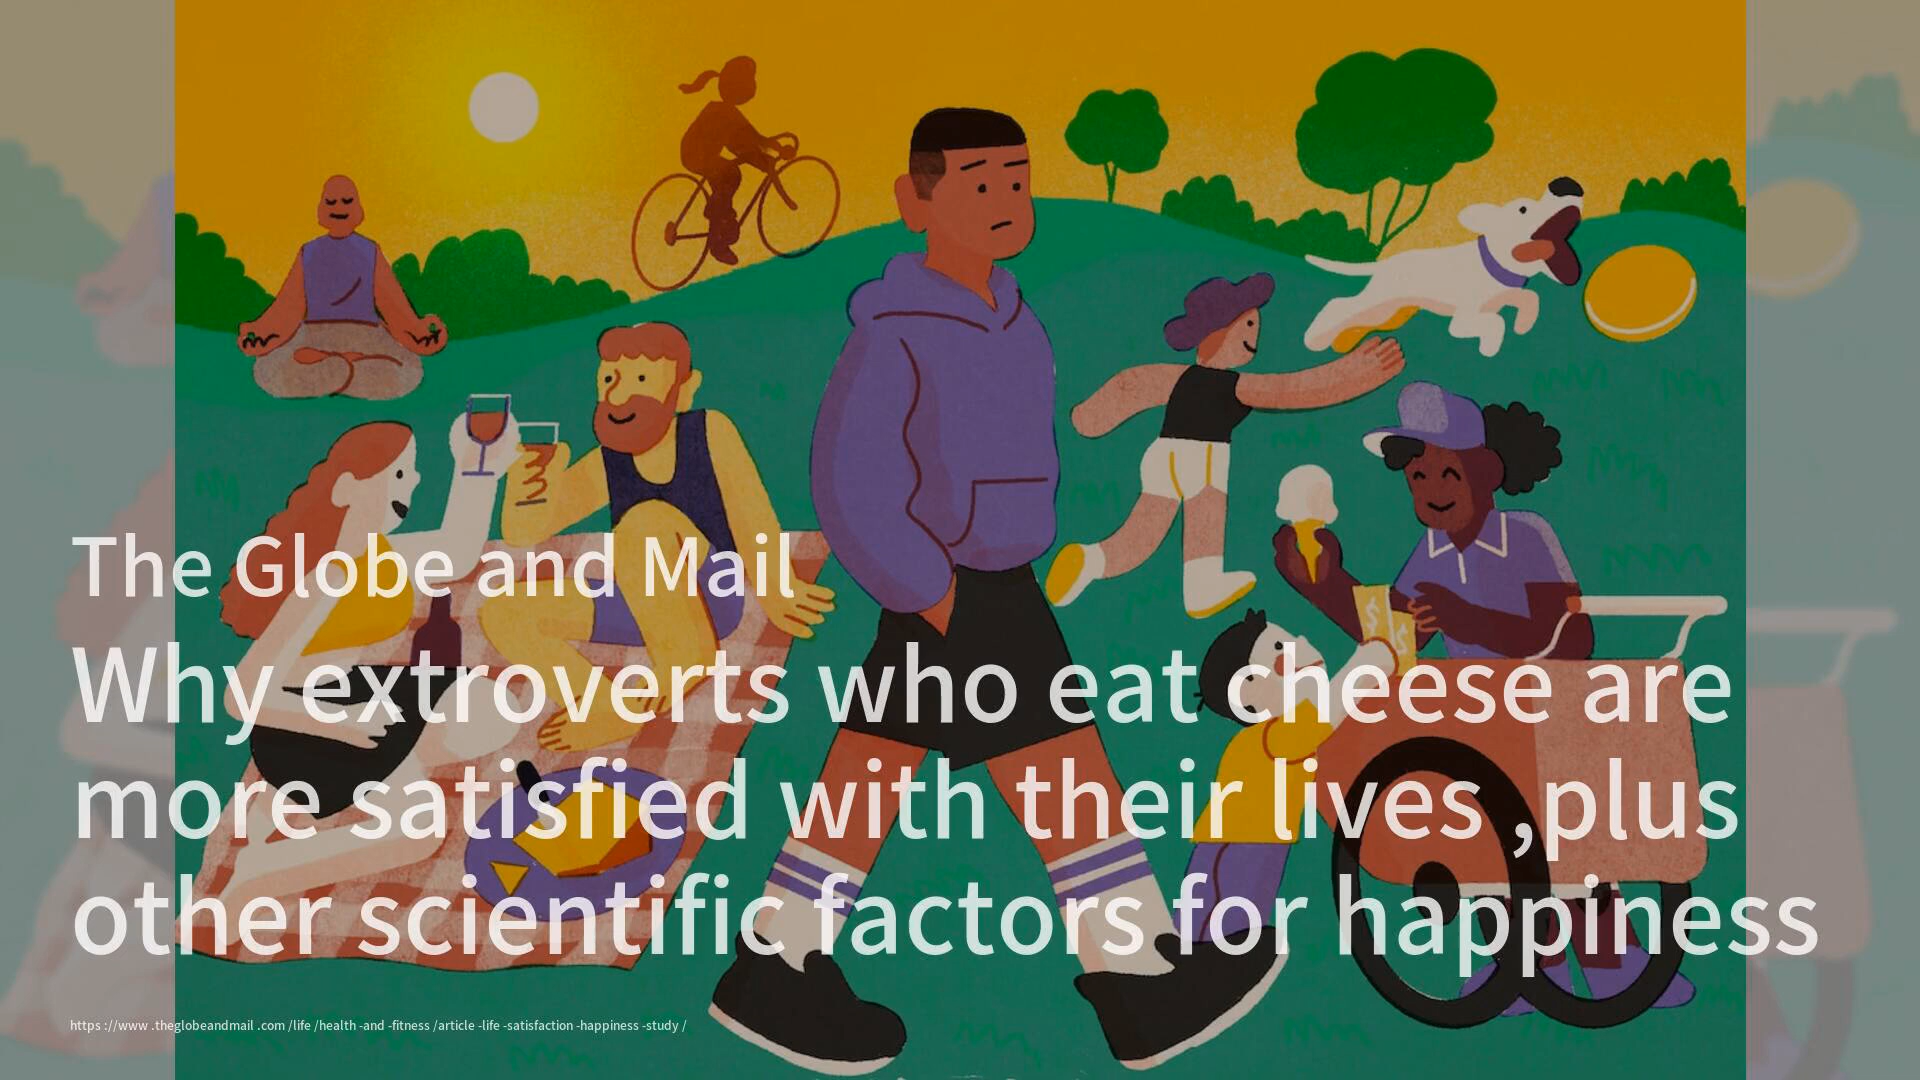 The Globe and Mail
Why extroverts who eat cheese are
more satisfied with their lives ,plus
other scientific factors for happiness
https ://www .theglobeandmail .com /life /health -and -fitness /article -life -satisfaction -happiness -study /
$
$